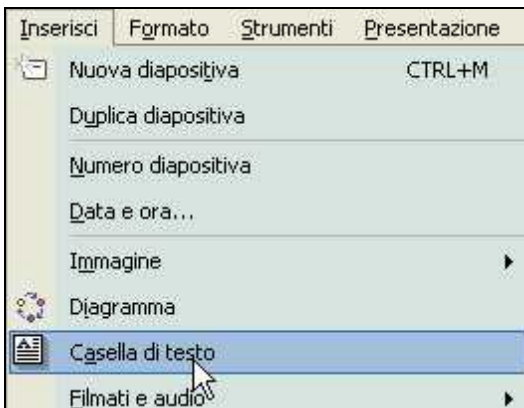 Inserisci Formato Strumenti Presentazione
Nuova diapositiva CTRL+M
Duplica diapositiva
Numero diapositiva
Data e ora...
Immagine
Diagramma
Casella di testo
Filmati e audio